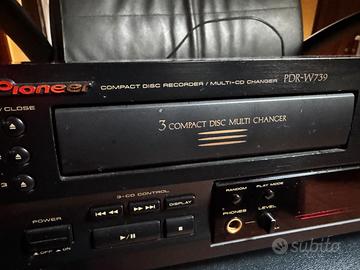 Pioneer COMPACT DISC RECORDER / MULTI-CD CHANGER PDR-W739
/ CLOSE
3 COMPACT DISC MULTI CHANGER
3
3-CD CONTROL
DISPLAY
RANDOM PLAY MODE
POWER
PHONES LEVEL
OFF ON
subito